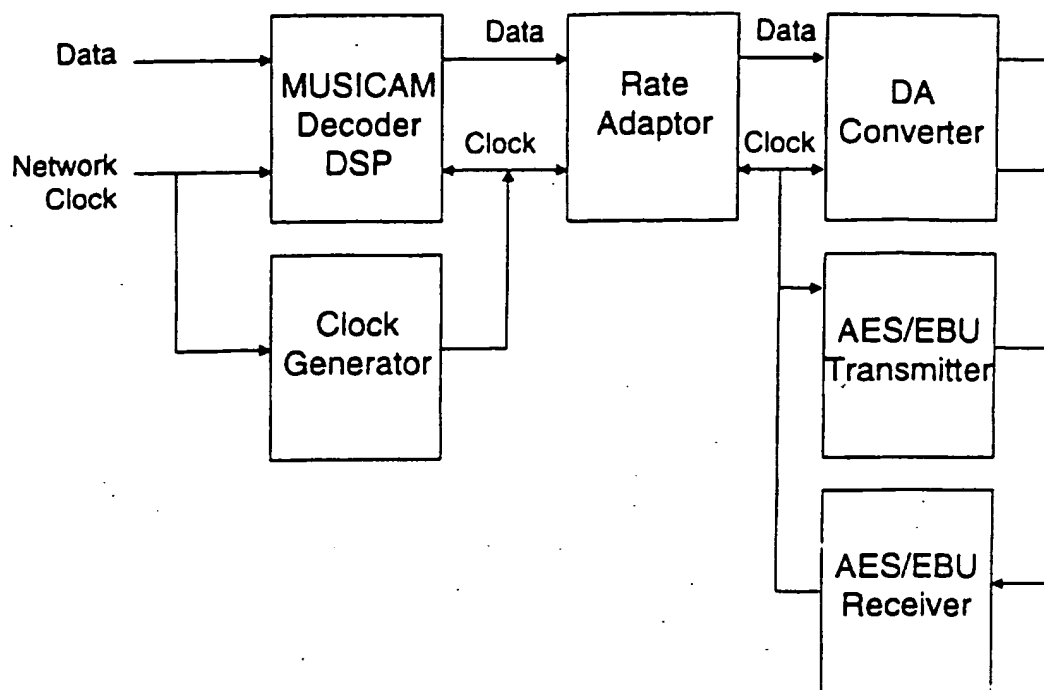 Data
Network
Clock
MUSICAM
Decoder
DSP
Clock
Generator
Data
Clock
Rate
Adaptor
Data
Clock
DA
Converter
AES/EBU
Transmitter
AES/EBU
Receiver